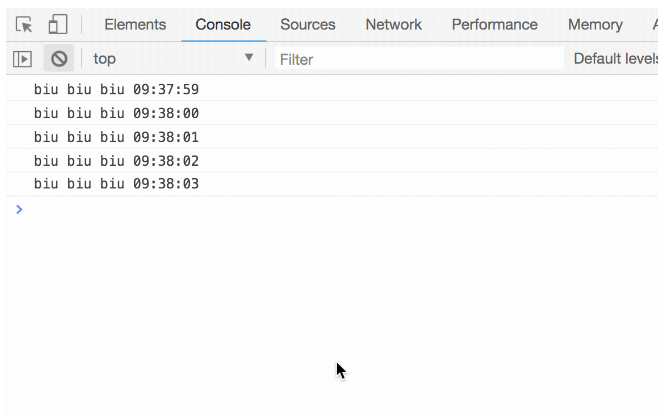 Elements Console Sources Network Performance Memory
top Filter Default levels
biu biu biu 09:37:59
biu biu biu 09:38:00
biu biu biu 09:38:01
biu biu biu 09:38:02
biu biu biu 09:38:03